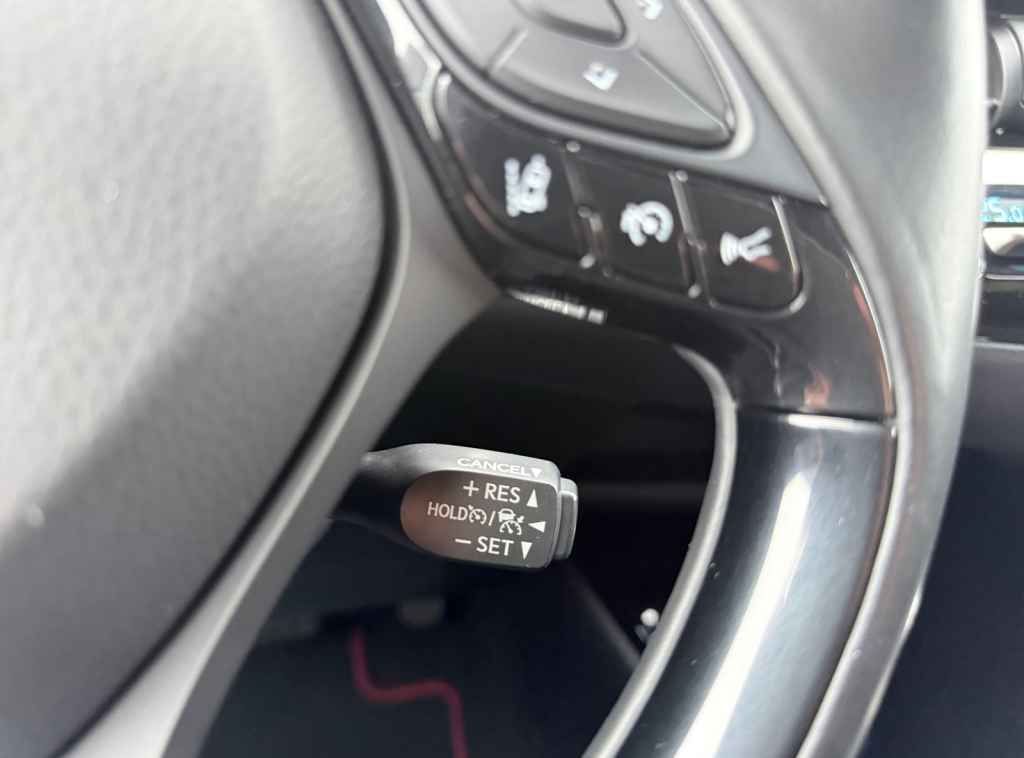 CANCEL▼
+ RES ▲
HOLD / ◄
− SET ▼